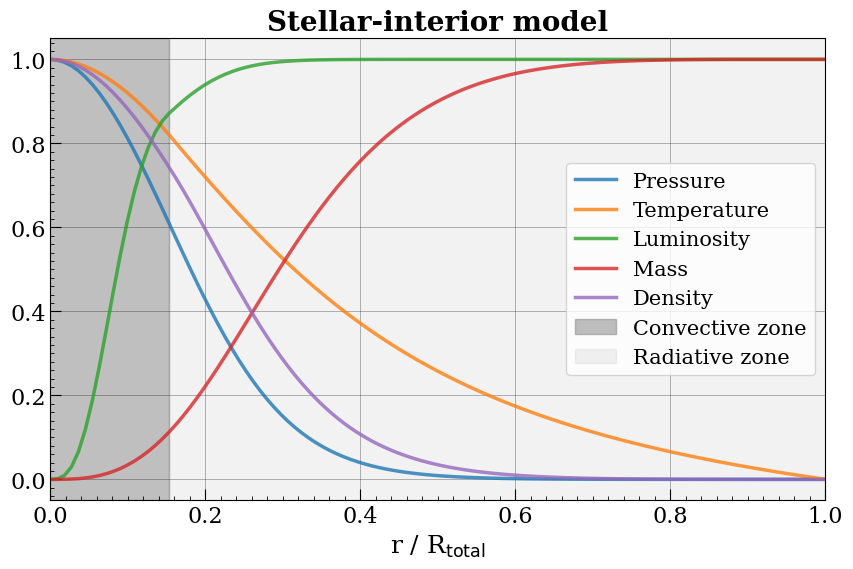 Stellar-interior model
1.0
0.8
0.6
0.4
0.2
0.0
0.0 0.2 0.4 0.6 0.8 1.0
r / R_total
Pressure
Temperature
Luminosity
Mass
Density
Convective zone
Radiative zone